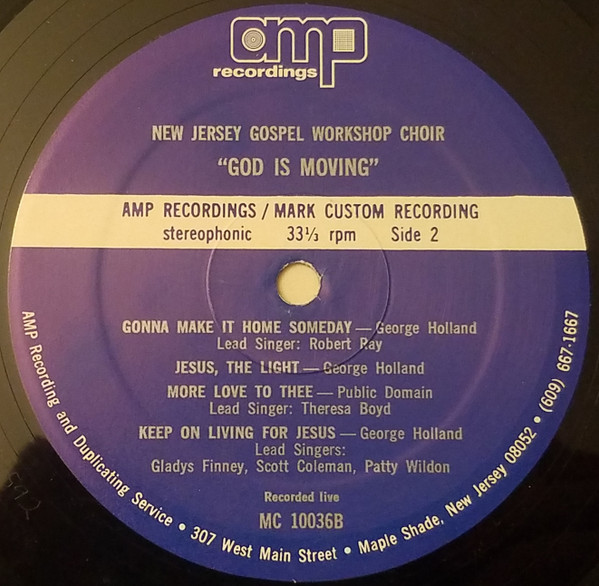 amp
recordings
NEW JERSEY GOSPEL WORKSHOP CHOIR
"GOD IS MOVING"
AMP RECORDINGS / MARK CUSTOM RECORDING
stereophonic 33⅓ rpm Side 2
GONNA MAKE IT HOME SOMEDAY — George Holland
Lead Singer: Robert Ray
JESUS, THE LIGHT — George Holland
MORE LOVE TO THEE — Public Domain
Lead Singer: Theresa Boyd
KEEP ON LIVING FOR JESUS — George Holland
Lead Singers:
Gladys Finney, Scott Coleman, Patty Wildon
Recorded live
MC 10036B
AMP Recording and Duplicating Service • 307 West Main Street • Maple Shade, New Jersey 08052 • (609) 667-1667